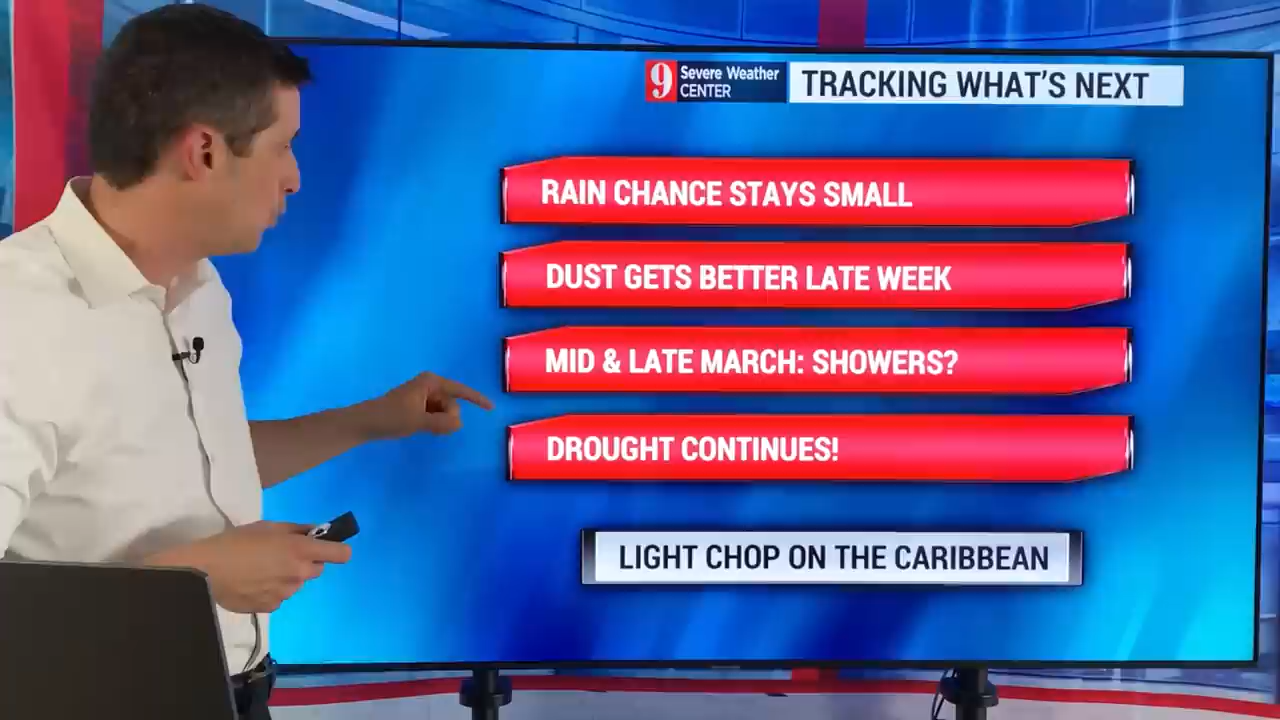 9 Severe Weather
CENTER
TRACKING WHAT'S NEXT
RAIN CHANCE STAYS SMALL
DUST GETS BETTER LATE WEEK
MID & LATE MARCH: SHOWERS?
DROUGHT CONTINUES!
LIGHT CHOP ON THE CARIBBEAN